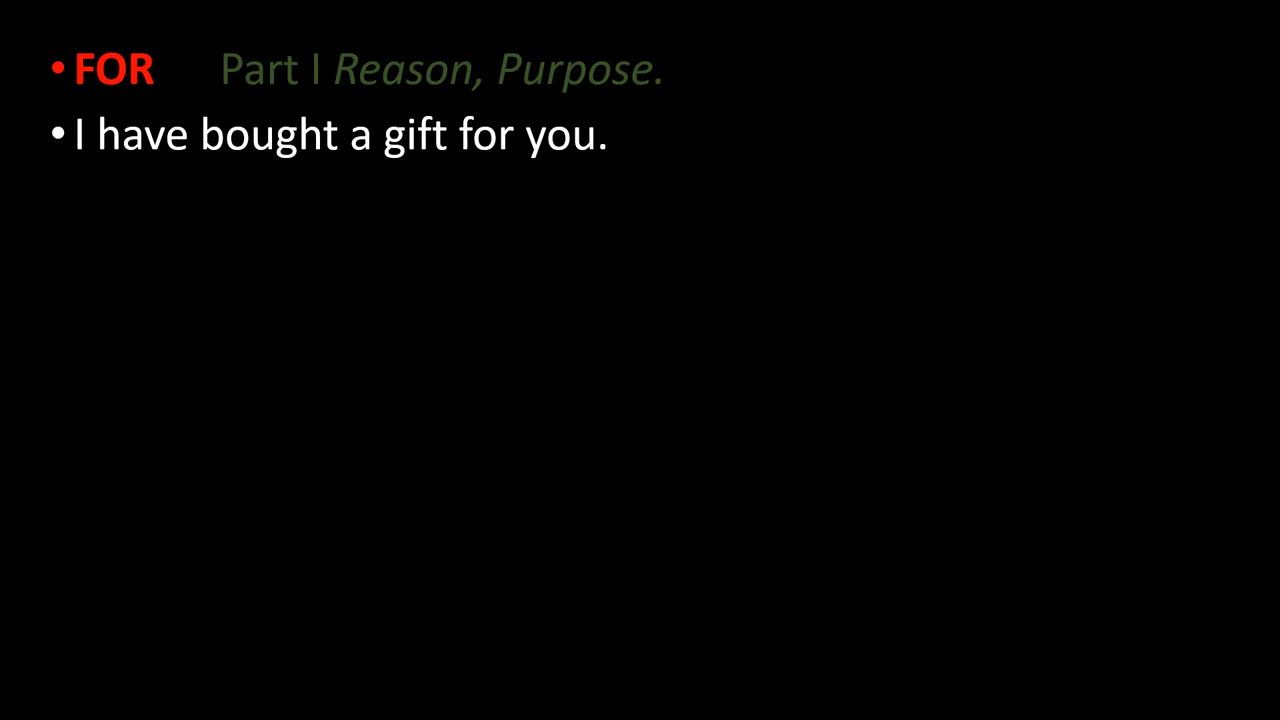 • FOR Part I Reason, Purpose.
• I have bought a gift for you.